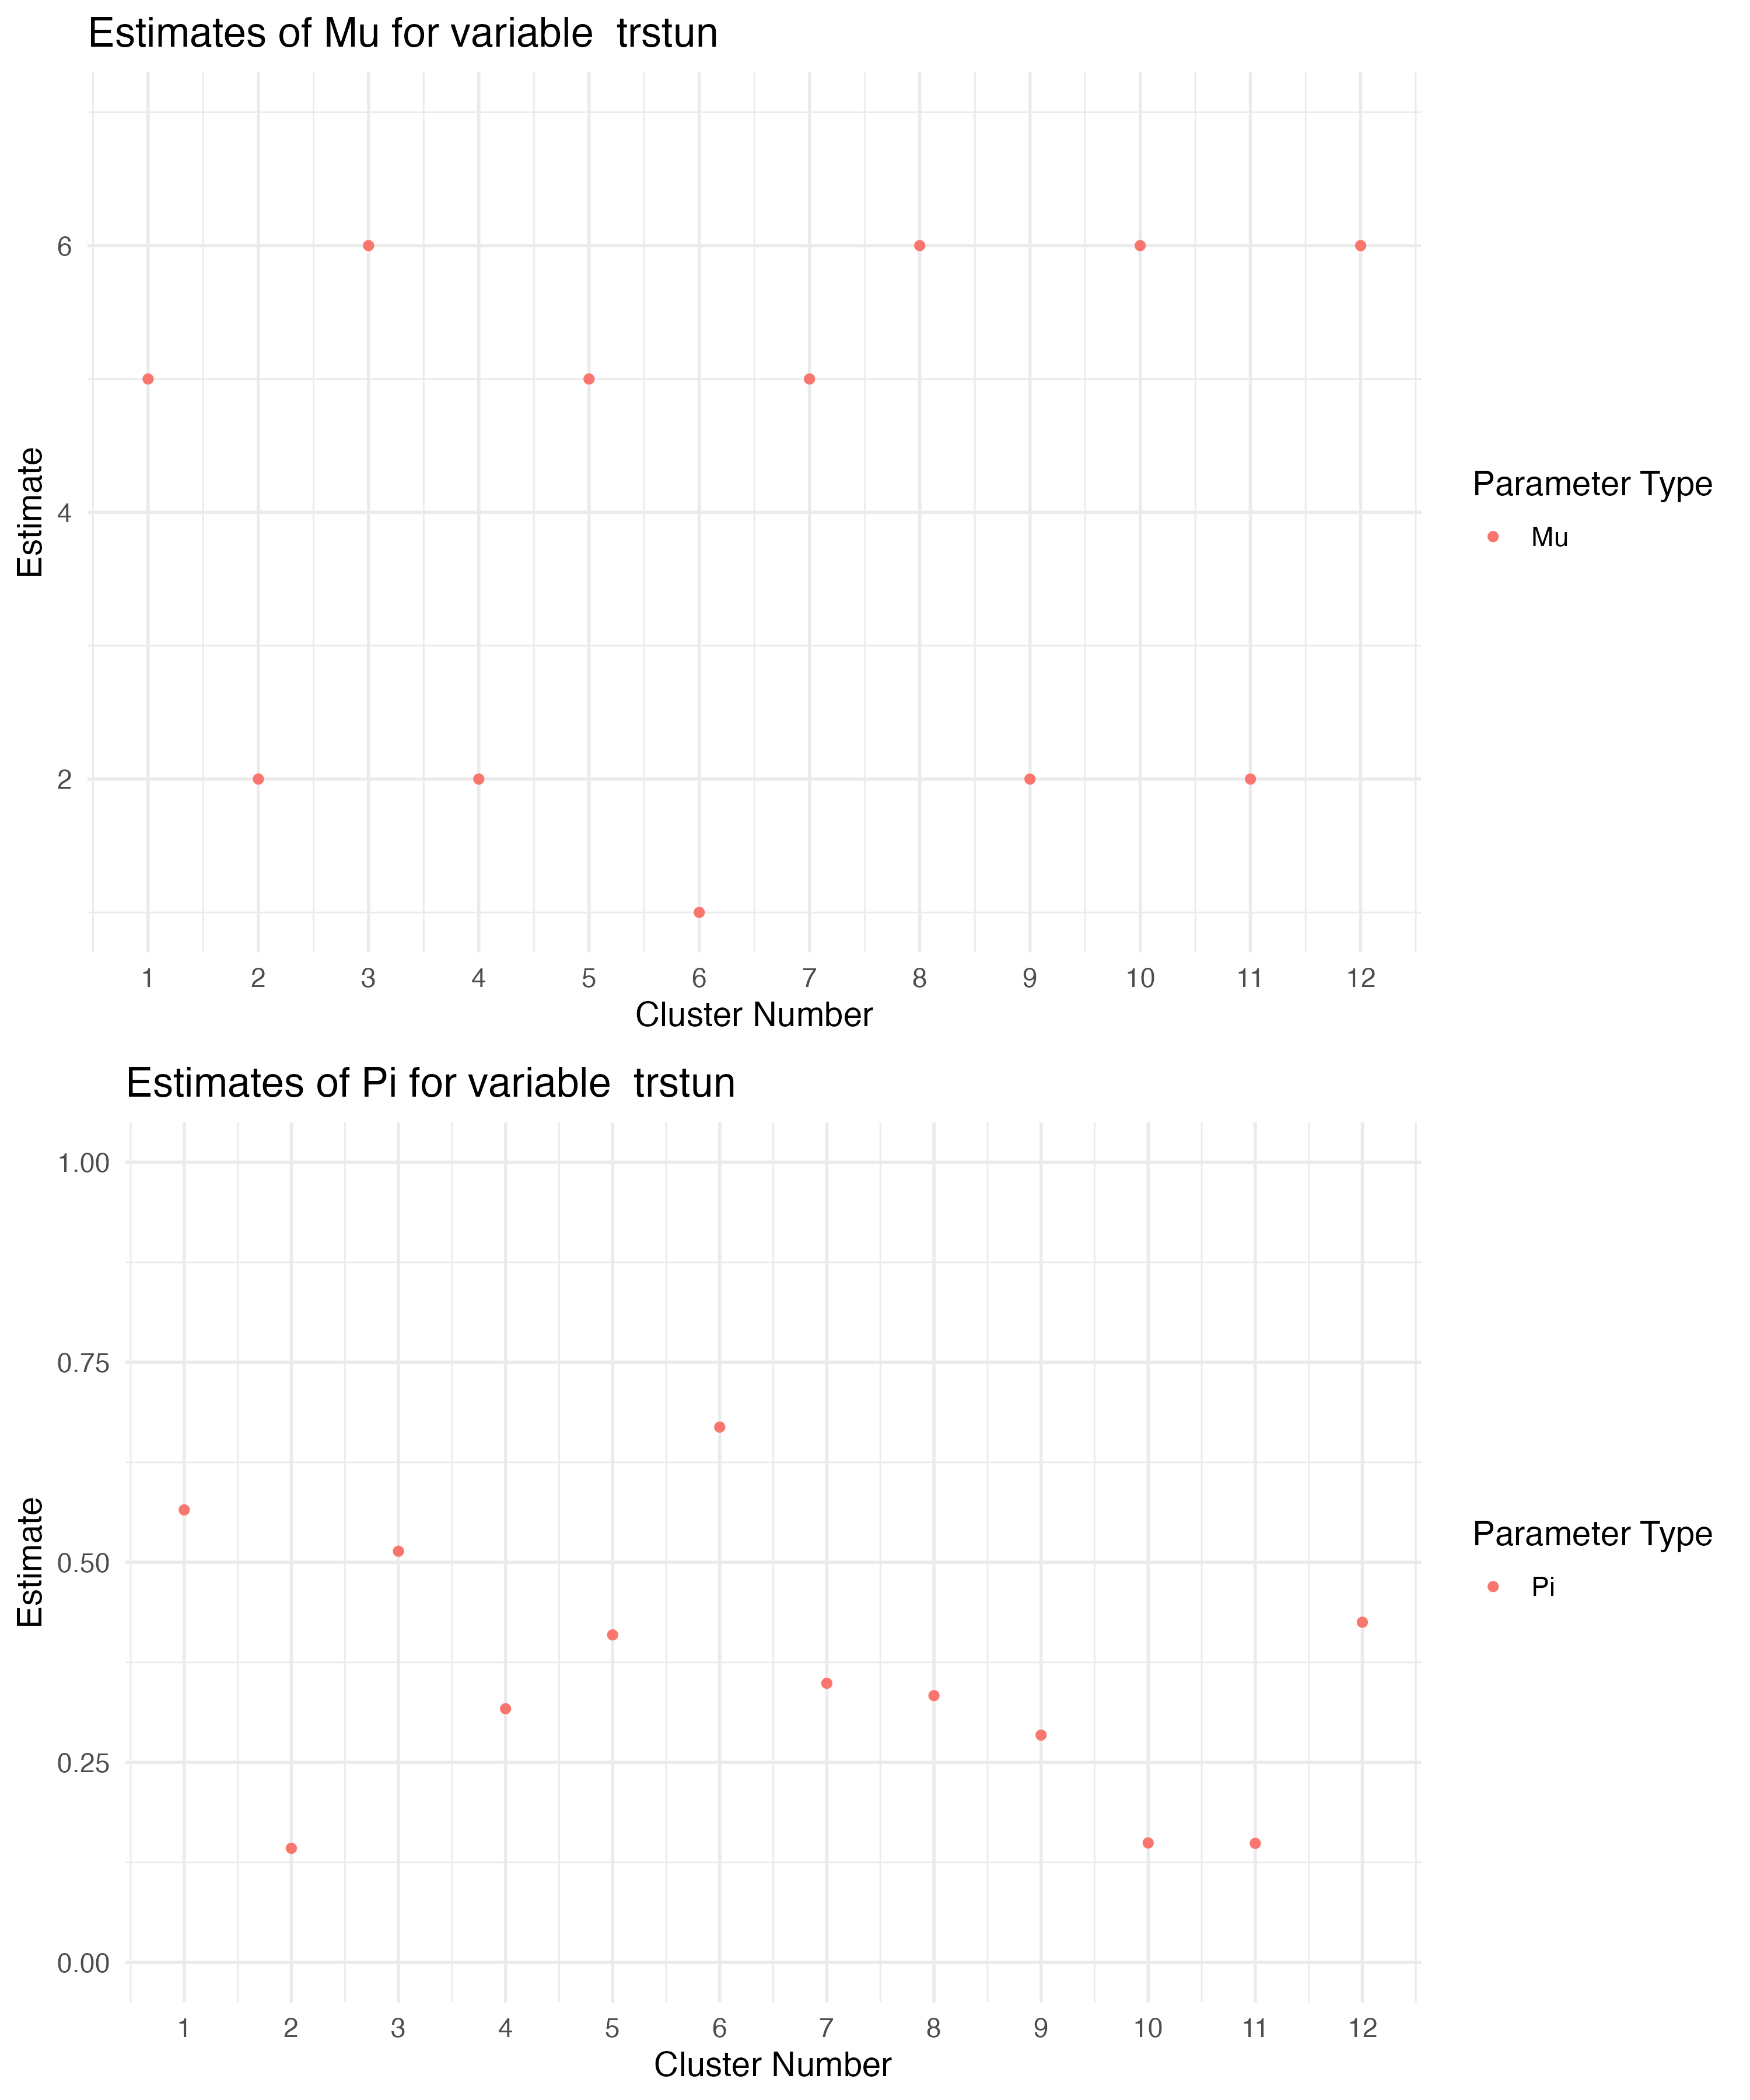 Estimates of Mu for variable  trstun
6
4
2
Estimate
1 2 3 4 5 6 7 8 9 10 11 12
Cluster Number
Parameter Type
Mu
Estimates of Pi for variable  trstun
1.00
0.75
0.50
0.25
0.00
Estimate
1 2 3 4 5 6 7 8 9 10 11 12
Cluster Number
Parameter Type
Pi